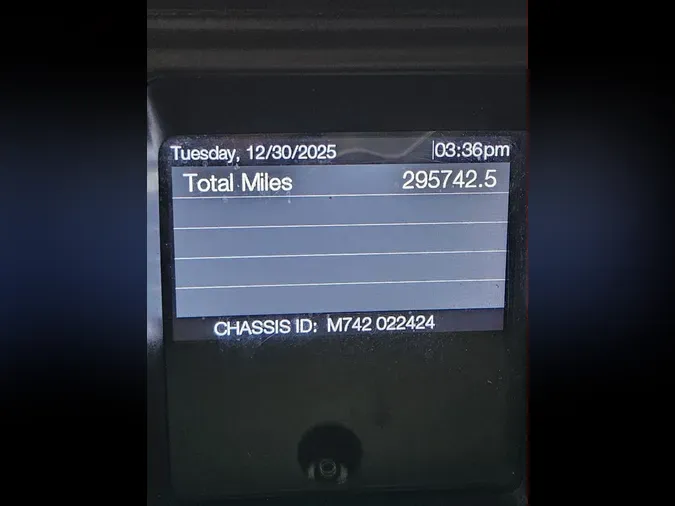 Tuesday, 12/30/2025 03:36pm
Total Miles 295742.5
CHASSIS ID: M742 022424